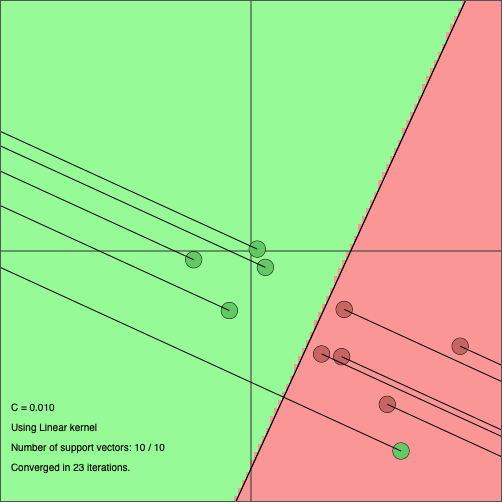 C = 0.010
Using Linear kernel
Number of support vectors: 10 / 10
Converged in 23 iterations.